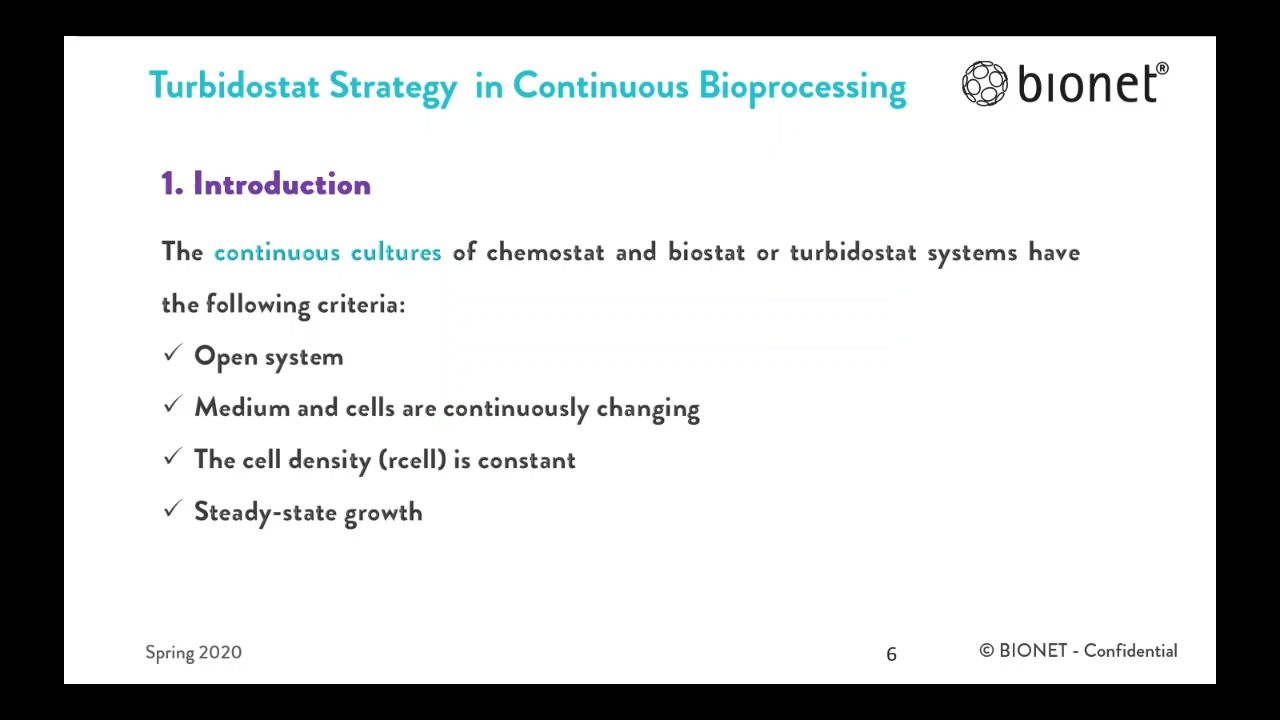 Turbidostat Strategy in Continuous Bioprocessing
bıonet®
1. Introduction
The continuous cultures of chemostat and biostat or turbidostat systems have
the following criteria:
✓ Open system
✓ Medium and cells are continuously changing
✓ The cell density (rcell) is constant
✓ Steady-state growth
Spring 2020
6
© BIONET - Confidential